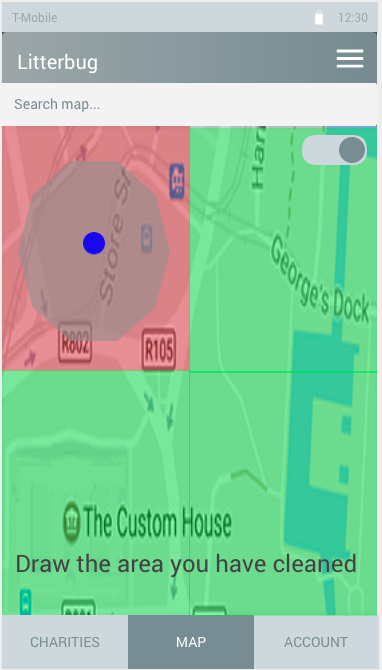 T-Mobile 12:30
Litterbug
Search map...
Store St
George's Dock
R802
R105
The Custom House
Draw the area you have cleaned
CHARITIES MAP ACCOUNT